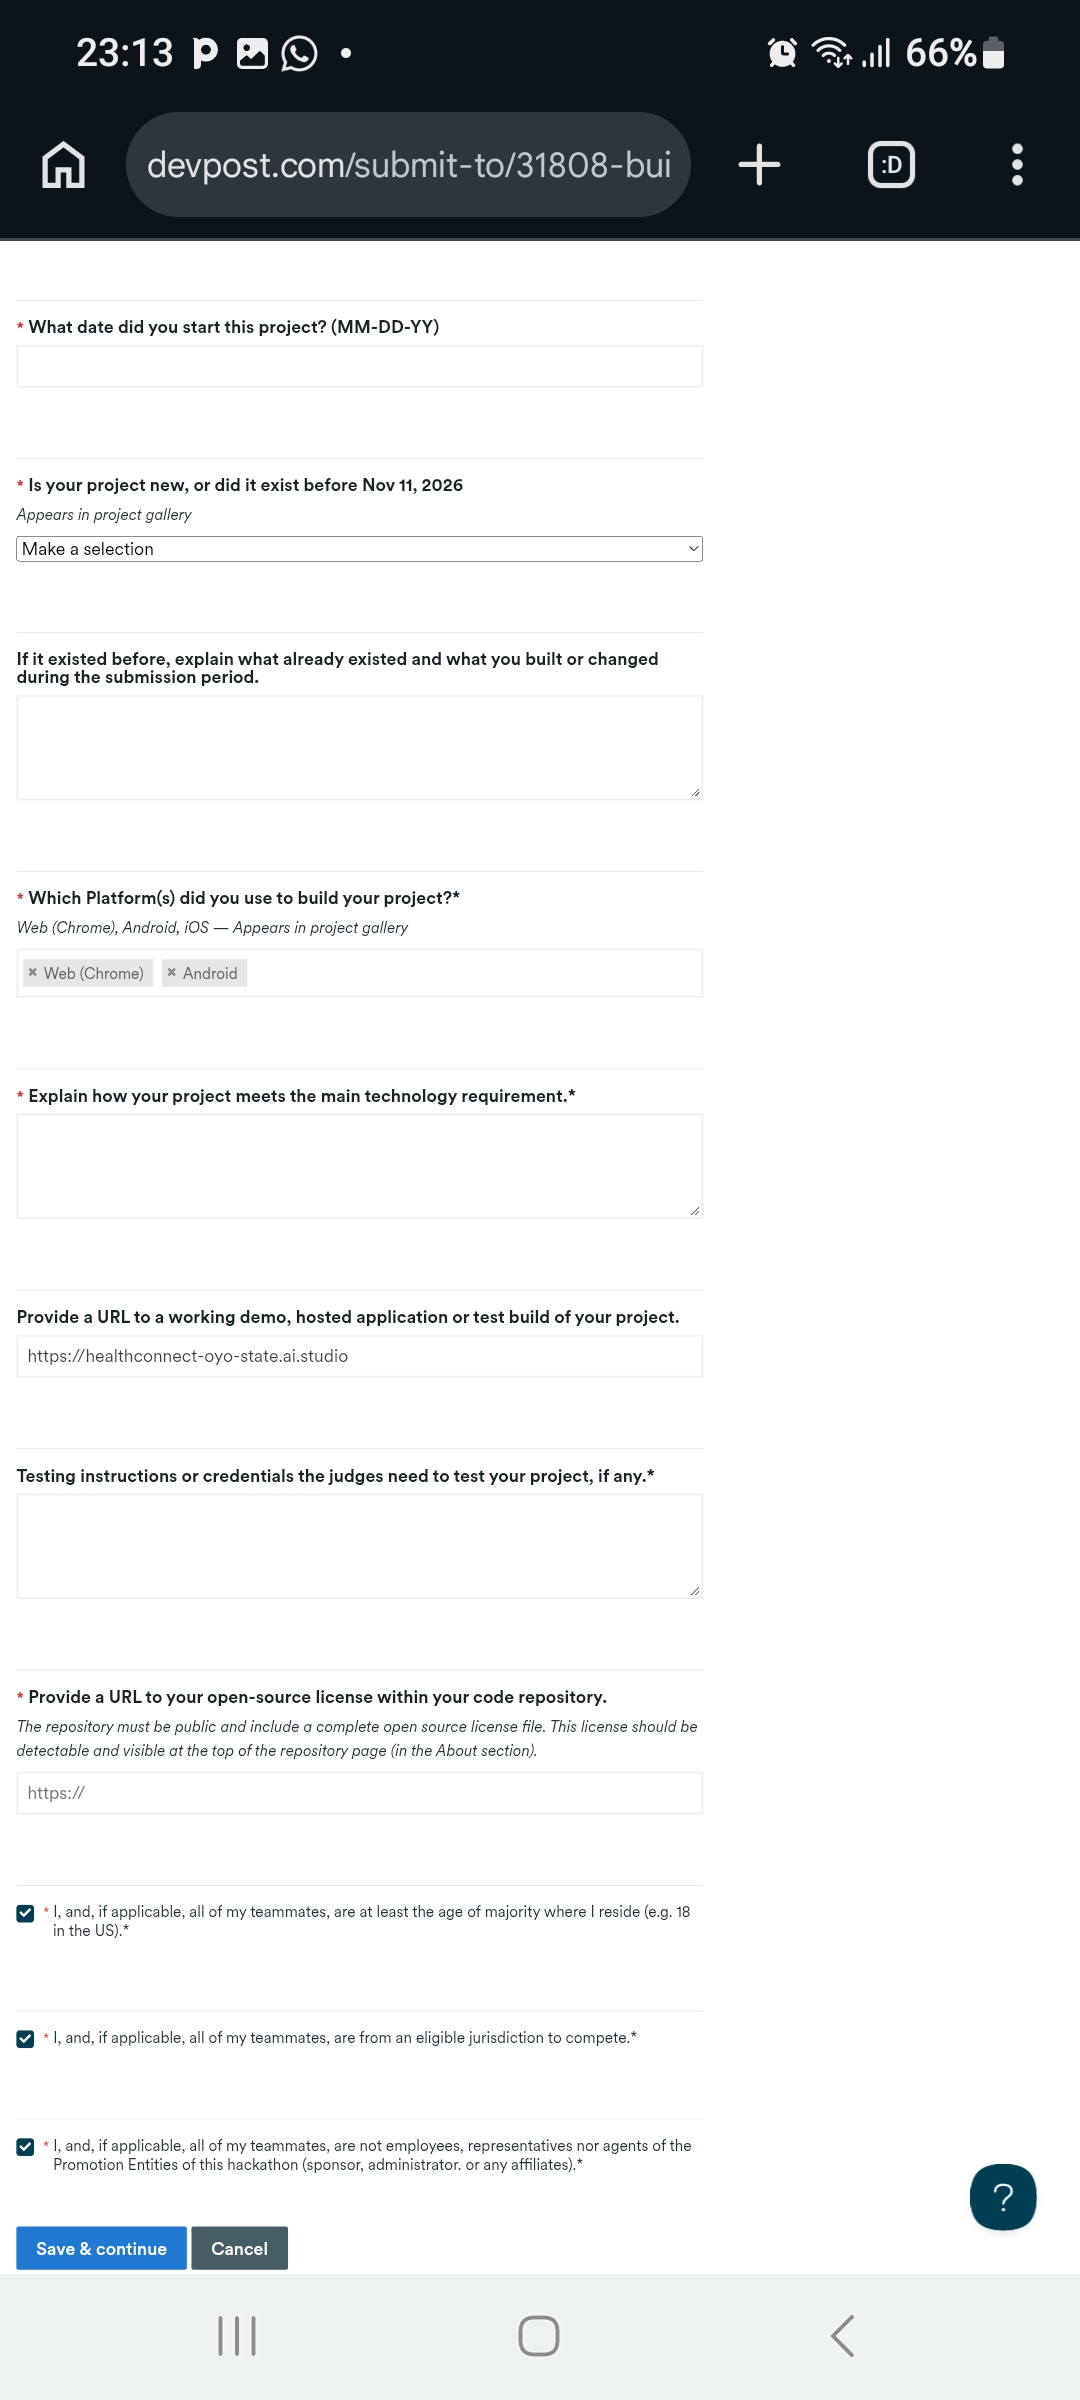 23:13
66%
devpost.com/submit-to/31808-bui
:D
* What date did you start this project? (MM-DD-YY)
* Is your project new, or did it exist before Nov 11, 2026
Appears in project gallery
Make a selection
If it existed before, explain what already existed and what you built or changed
during the submission period.
* Which Platform(s) did you use to build your project?*
Web (Chrome), Android, iOS — Appears in project gallery
× Web (Chrome) × Android
* Explain how your project meets the main technology requirement.*
Provide a URL to a working demo, hosted application or test build of your project.
https://healthconnect-oyo-state.ai.studio
Testing instructions or credentials the judges need to test your project, if any.*
* Provide a URL to your open-source license within your code repository.
The repository must be public and include a complete open source license file. This license should be
detectable and visible at the top of the repository page (in the About section).
https://
* I, and, if applicable, all of my teammates, are at least the age of majority where I reside (e.g. 18
in the US).*
* I, and, if applicable, all of my teammates, are from an eligible jurisdiction to compete.*
* I, and, if applicable, all of my teammates, are not employees, representatives nor agents of the
Promotion Entities of this hackathon (sponsor, administrator. or any affiliates).*
?
Save & continue Cancel